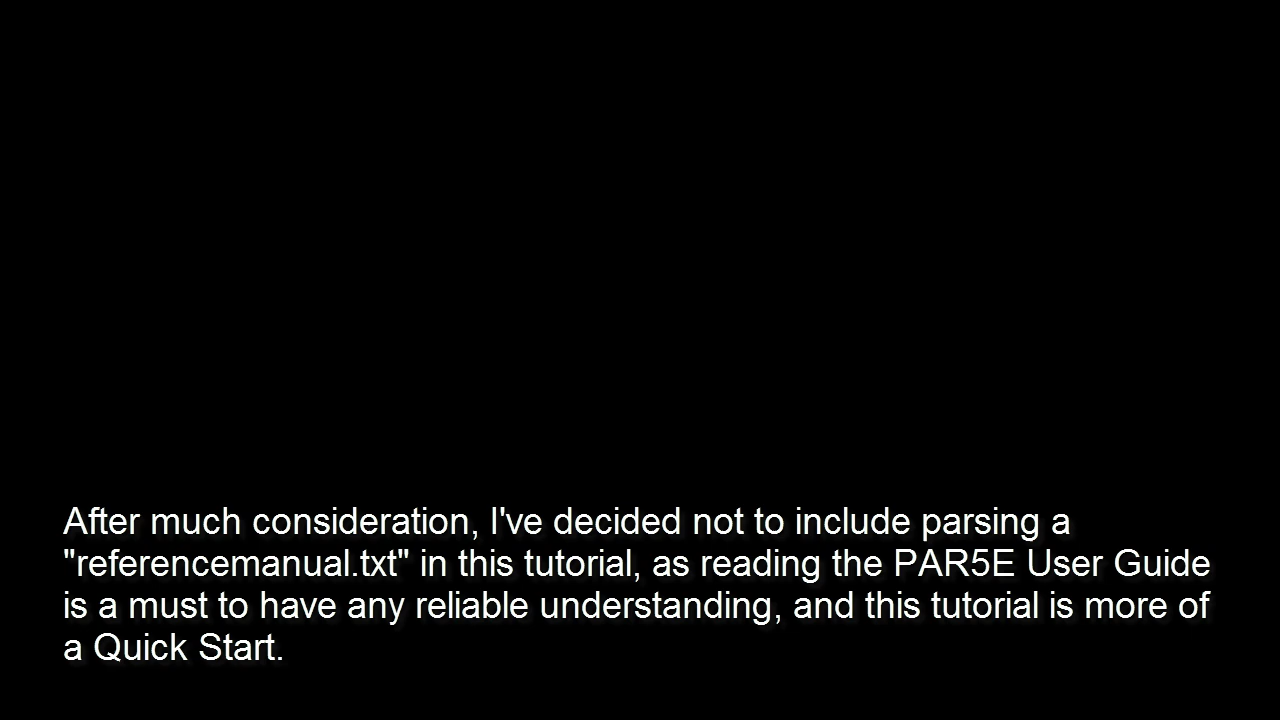 After much consideration, I've decided not to include parsing a
"referencemanual.txt" in this tutorial, as reading the PAR5E User Guide
is a must to have any reliable understanding, and this tutorial is more of
a Quick Start.